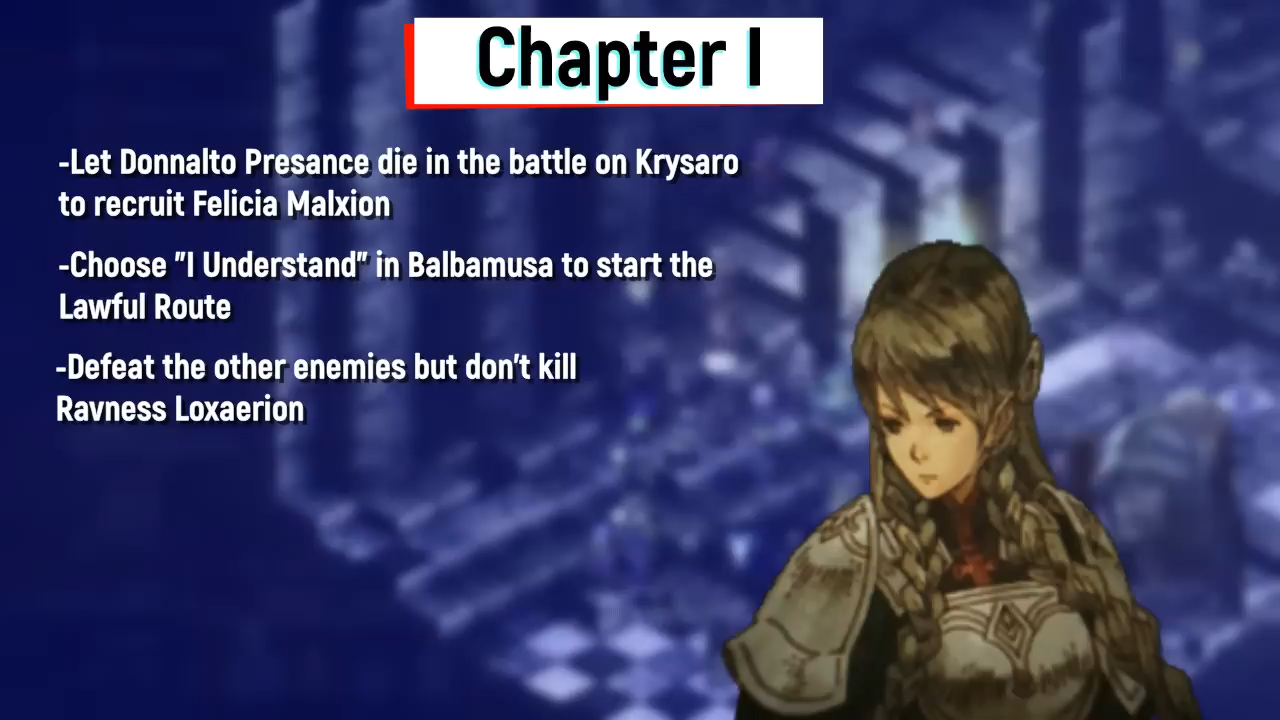 Chapter I
-Let Donnalto Presance die in the battle on Krysaro
to recruit Felicia Malxion
-Choose "I Understand" in Balbamusa to start the
Lawful Route
-Defeat the other enemies but don't kill
Ravness Loxaerion